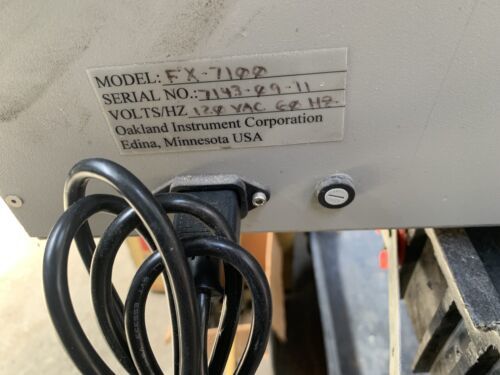 MODEL: FX-7100
SERIAL NO.: 7143-09-11
VOLTS/HZ 120 VAC 60 HZ.
Oakland Instrument Corporation
Edina, Minnesota USA